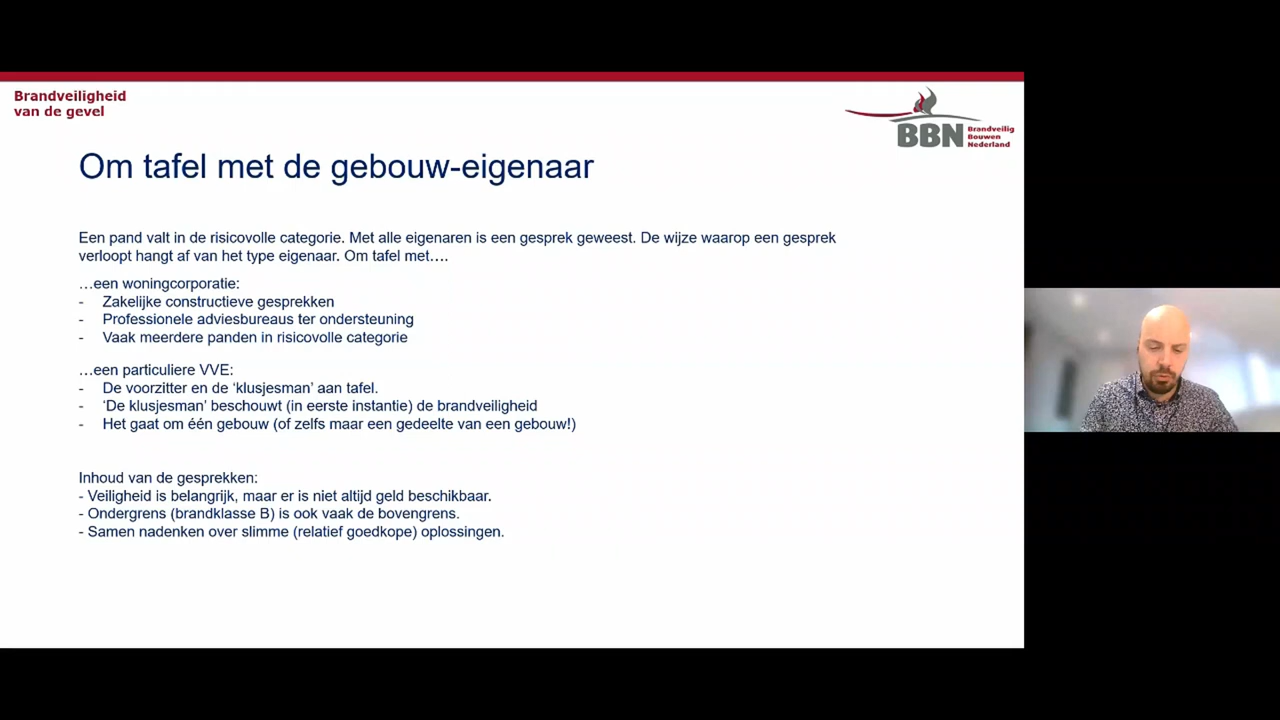 Brandveiligheid
van de gevel
BBN Brandveilig
Bouwen
Nederland
Om tafel met de gebouw-eigenaar
Een pand valt in de risicovolle categorie. Met alle eigenaren is een gesprek geweest. De wijze waarop een gesprek
verloopt hangt af van het type eigenaar. Om tafel met….
…een woningcorporatie:
- Zakelijke constructieve gesprekken
- Professionele adviesbureaus ter ondersteuning
- Vaak meerdere panden in risicovolle categorie
…een particuliere VVE:
- De voorzitter en de ‘klusjesman’ aan tafel.
- ‘De klusjesman’ beschouwt (in eerste instantie) de brandveiligheid
- Het gaat om één gebouw (of zelfs maar een gedeelte van een gebouw!)
Inhoud van de gesprekken:
- Veiligheid is belangrijk, maar er is niet altijd geld beschikbaar.
- Ondergrens (brandklasse B) is ook vaak de bovengrens.
- Samen nadenken over slimme (relatief goedkope) oplossingen.